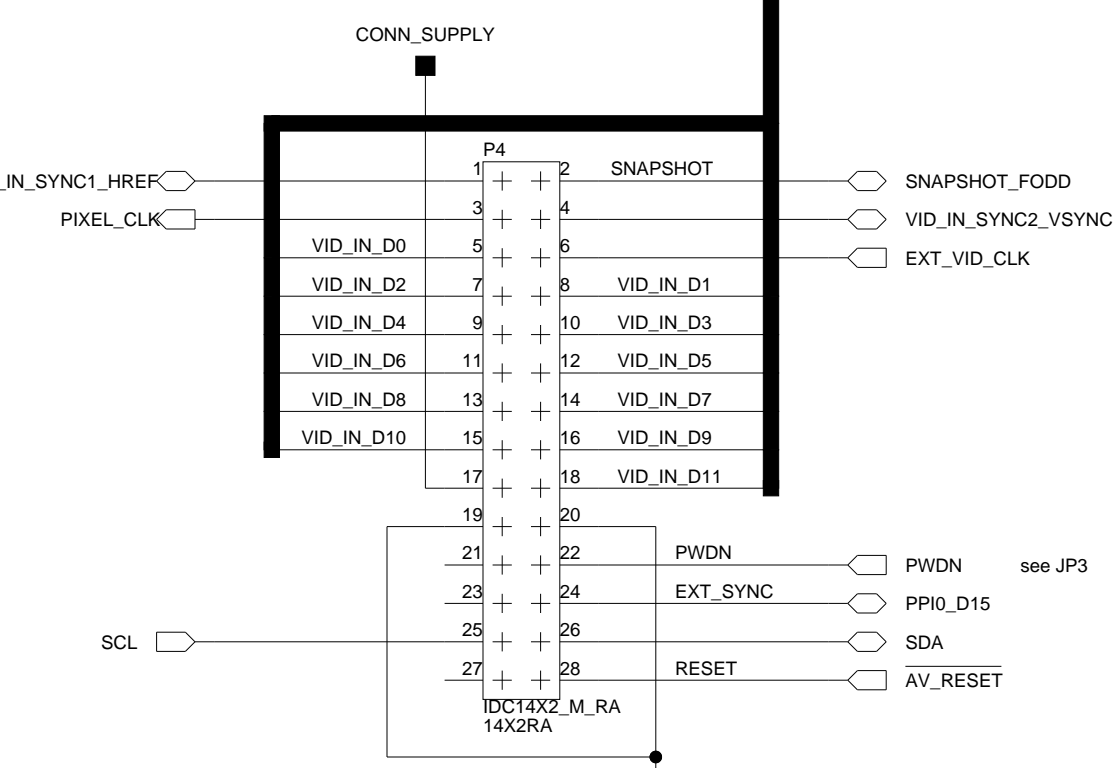 CONN_SUPPLY
P4
1 2 SNAPSHOT
_IN_SYNC1_HREF SNAPSHOT_FODD
3 4
PIXEL_CLK VID_IN_SYNC2_VSYNC
VID_IN_D0 5 6
EXT_VID_CLK
VID_IN_D2 7 8 VID_IN_D1
VID_IN_D4 9 10 VID_IN_D3
VID_IN_D6 11 12 VID_IN_D5
VID_IN_D8 13 14 VID_IN_D7
VID_IN_D10 15 16 VID_IN_D9
17 18 VID_IN_D11
19 20
21 22 PWDN
PWDN see JP3
23 24 EXT_SYNC
PPI0_D15
25 26
SCL SDA
27 28 RESET
AV_RESET
IDC14X2_M_RA
14X2RA